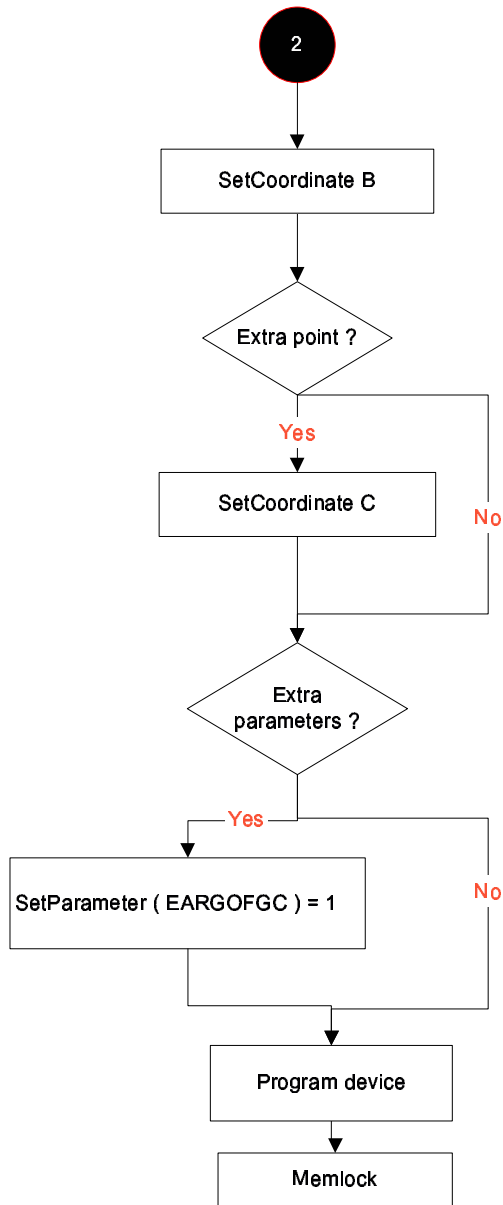 2
SetCoordinate B
Extra point ?
Yes
SetCoordinate C
No
Extra
parameters ?
Yes
SetParameter ( EARGOFGC ) = 1
No
Program device
Memlock